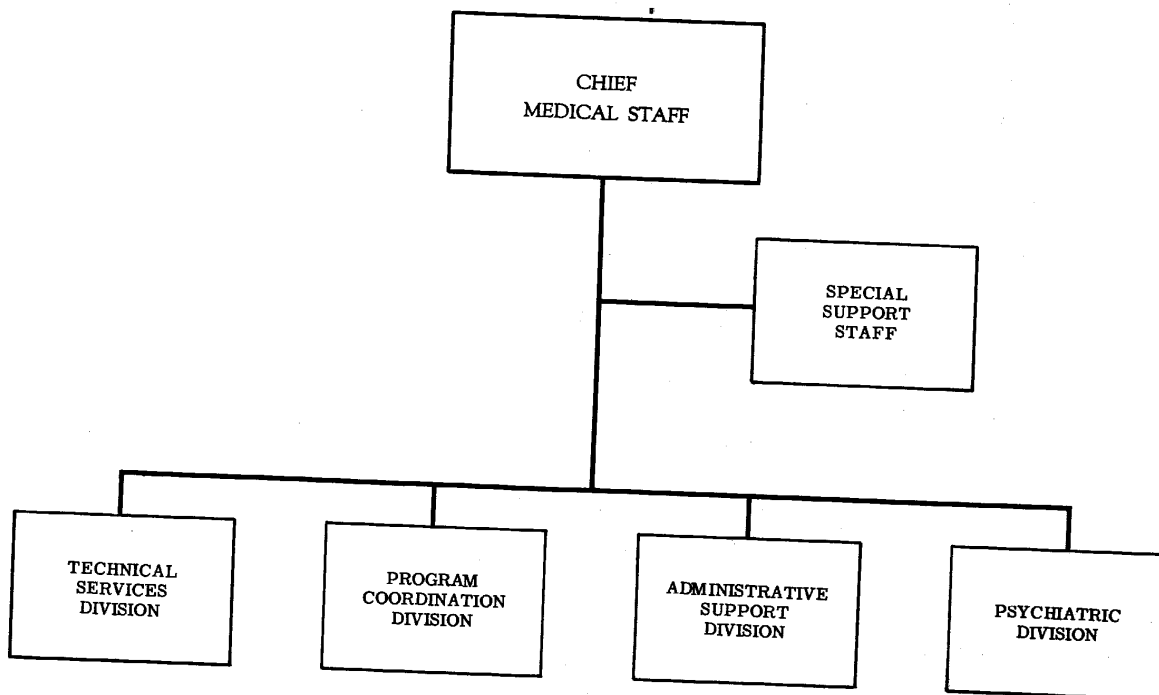 CHIEF
MEDICAL STAFF
SPECIAL
SUPPORT
STAFF
TECHNICAL
SERVICES
DIVISION
PROGRAM
COORDINATION
DIVISION
ADMINISTRATIVE
SUPPORT
DIVISION
PSYCHIATRIC
DIVISION